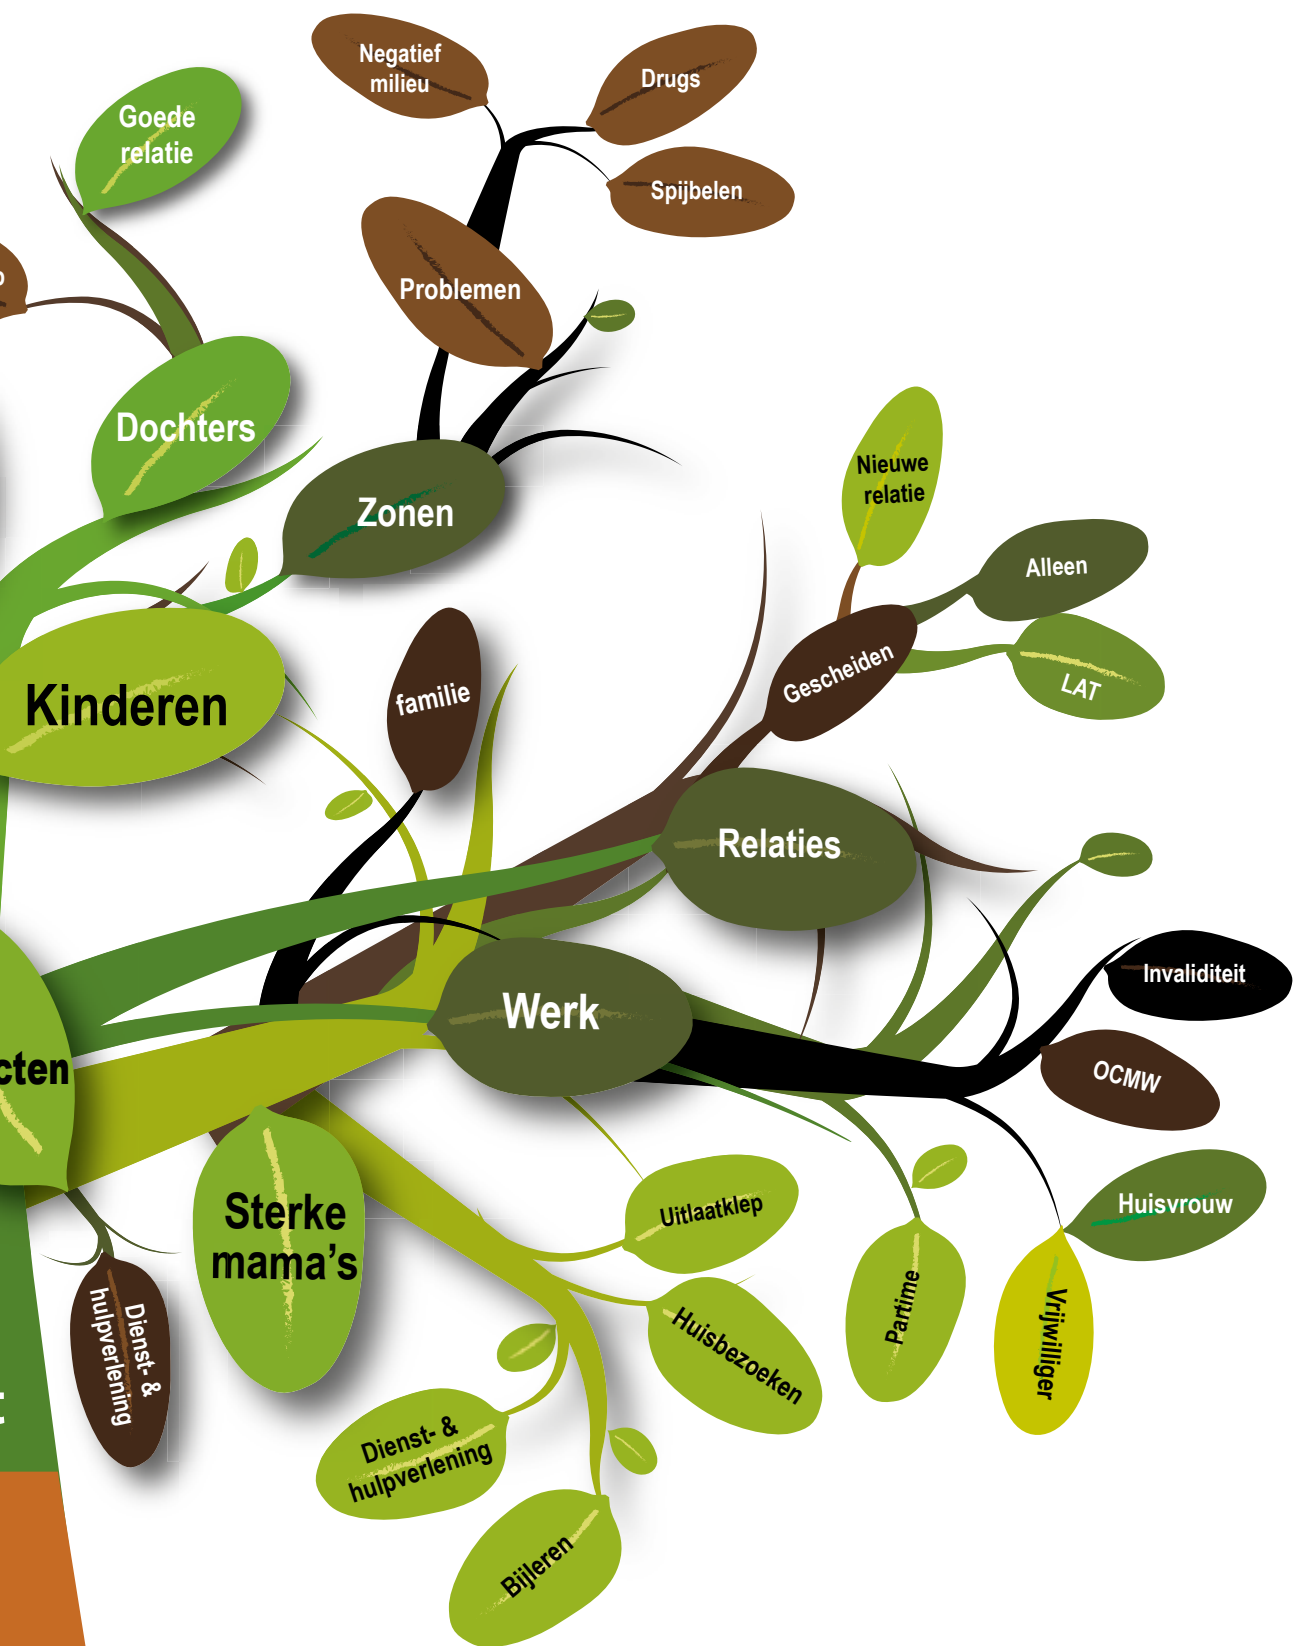 Negatief
milieu
Drugs
Goede
relatie
Spijbelen
Problemen
Dochters
Zonen
Nieuwe
relatie
Alleen
Gescheiden
LAT
familie
Kinderen
Relaties
Invaliditeit
Werk
cten
OCMW
Huisvrouw
Uitlaatklep
Sterke
mama's
Partime
Vrijwilliger
Huisbezoeken
Dienst- &
hulpverlening
Dienst- &
hulpverlening
Bijleren